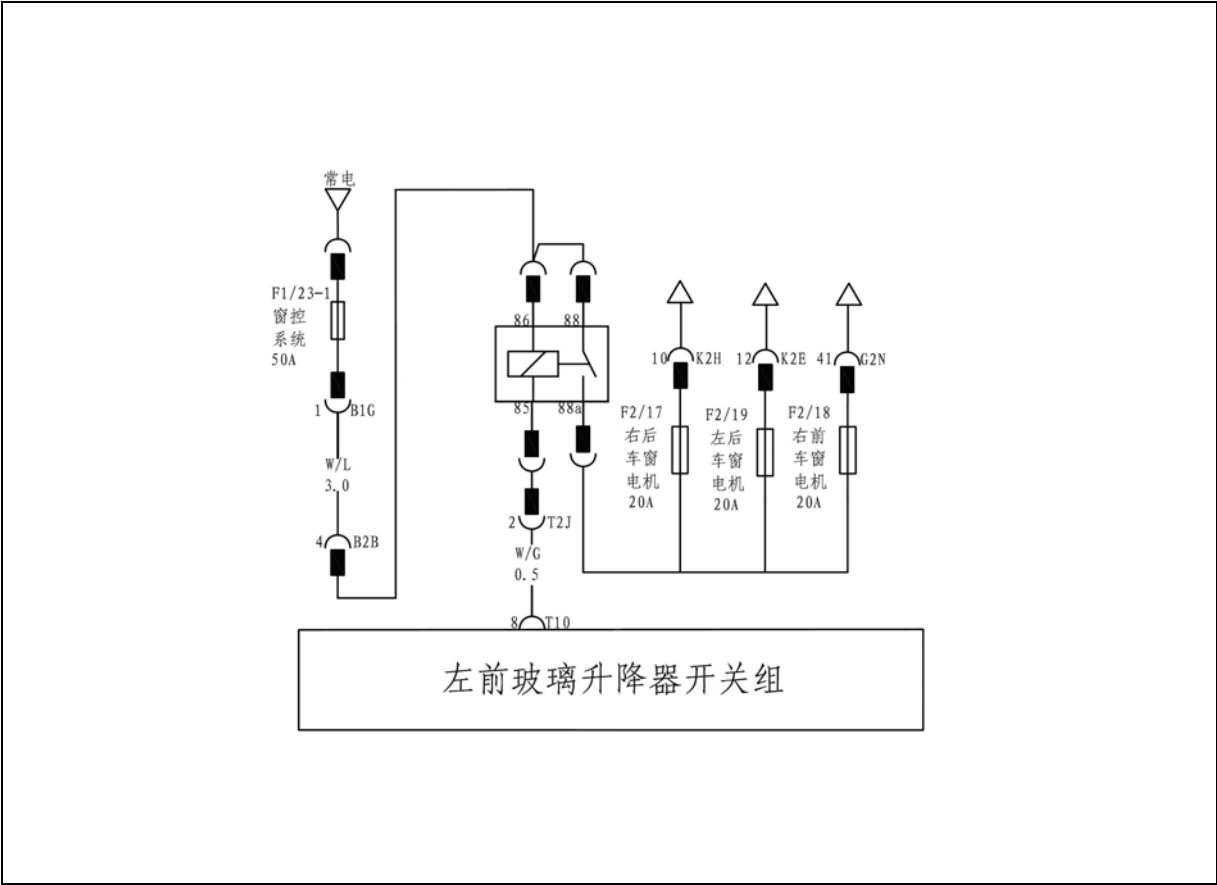 常电
F1/23-1
窗控
系统
50A
1 B1G
W/L
3.0
4 B2B
86 88
85 88a
2 T2J
W/G
0.5
8 T10
10 K2H
F2/17
右后
车窗
电机
20A
12 K2E
F2/19
左后
车窗
电机
20A
41 G2N
F2/18
右前
车窗
电机
20A
左前玻璃升降器开关组